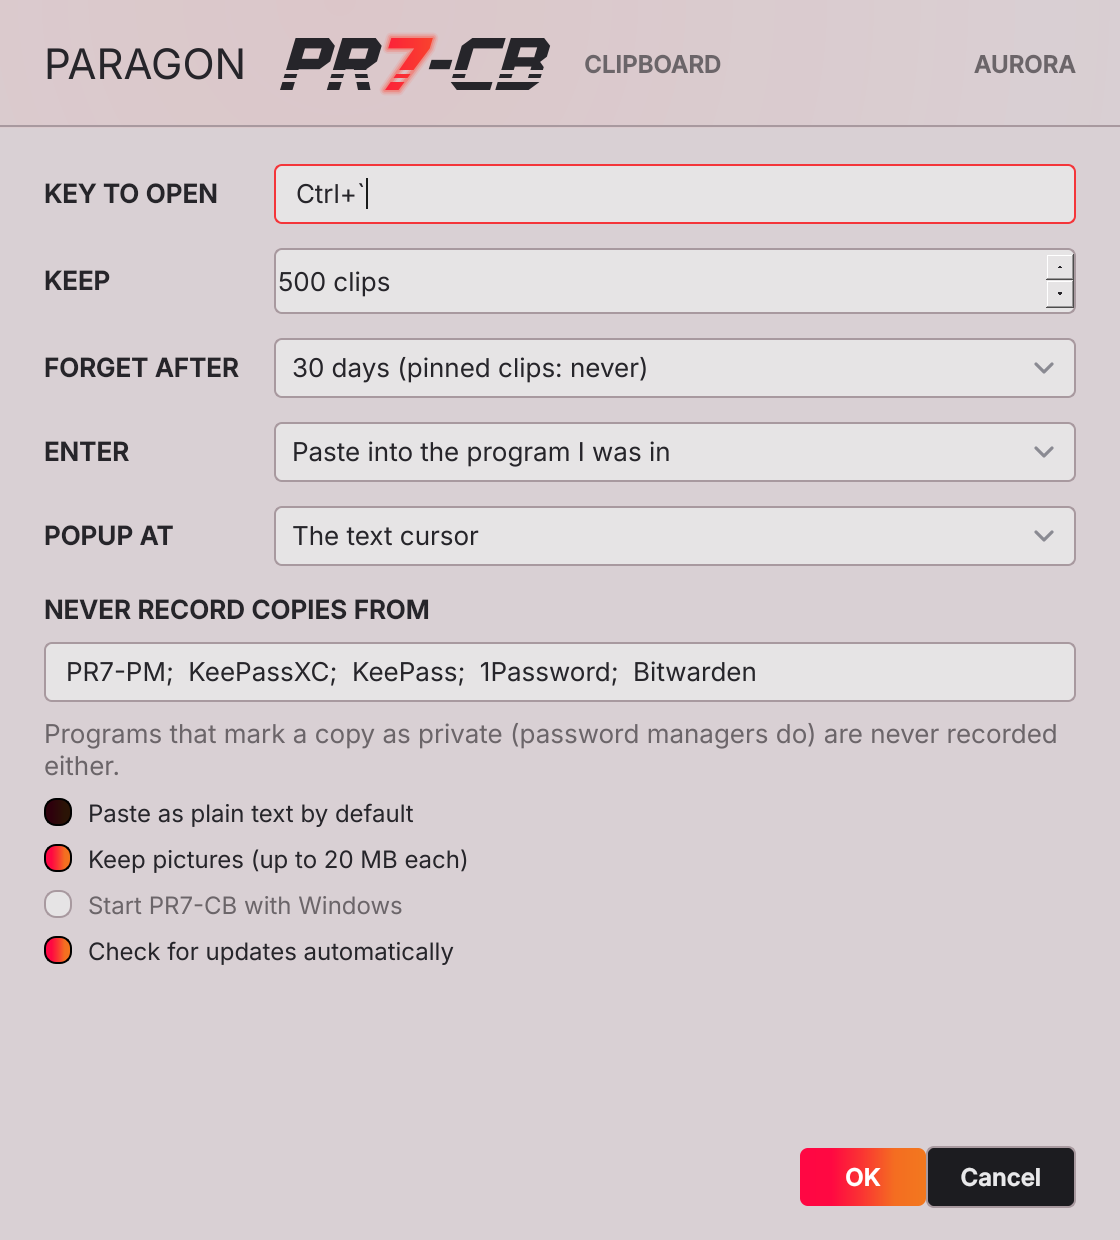 PARAGON PR7-CB CLIPBOARD AURORA
KEY TO OPEN Ctrl+`
KEEP 500 clips
FORGET AFTER 30 days (pinned clips: never)
ENTER Paste into the program I was in
POPUP AT The text cursor
NEVER RECORD COPIES FROM
PR7-PM; KeePassXC; KeePass; 1Password; Bitwarden
Programs that mark a copy as private (password managers do) are never recorded
either.
Paste as plain text by default
Keep pictures (up to 20 MB each)
Start PR7-CB with Windows
Check for updates automatically
OK Cancel